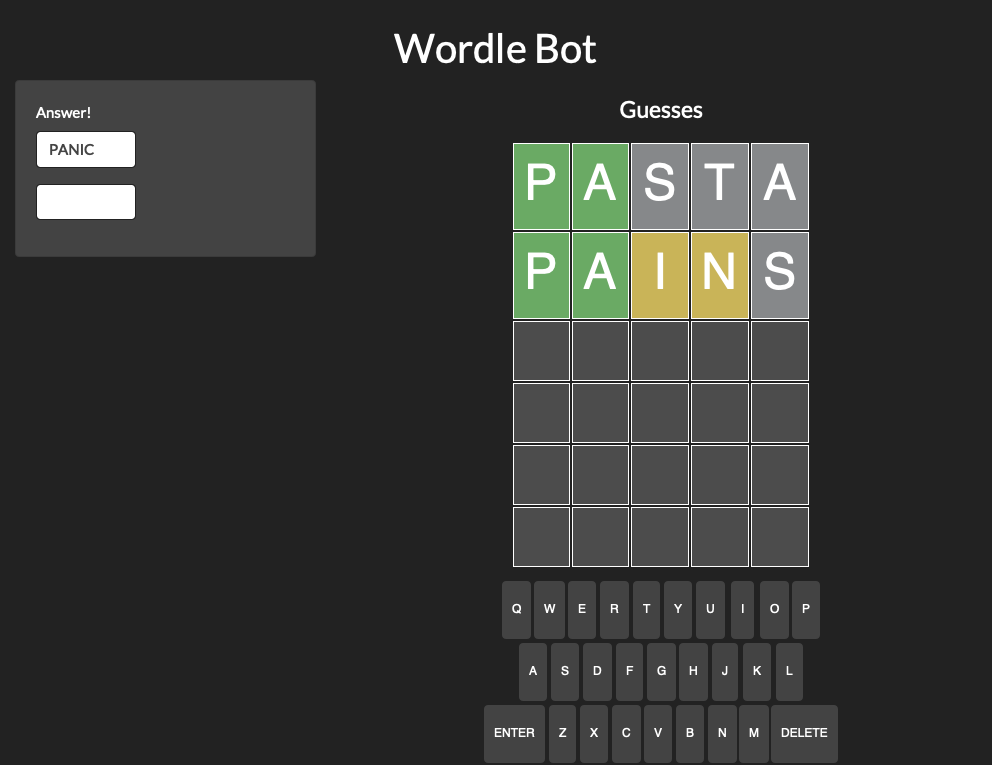 Wordle Bot
Answer!
PANIC
Guesses
P A S T A
P A I N S
Q W E R T Y U I O P
A S D F G H J K L
ENTER Z X C V B N M DELETE